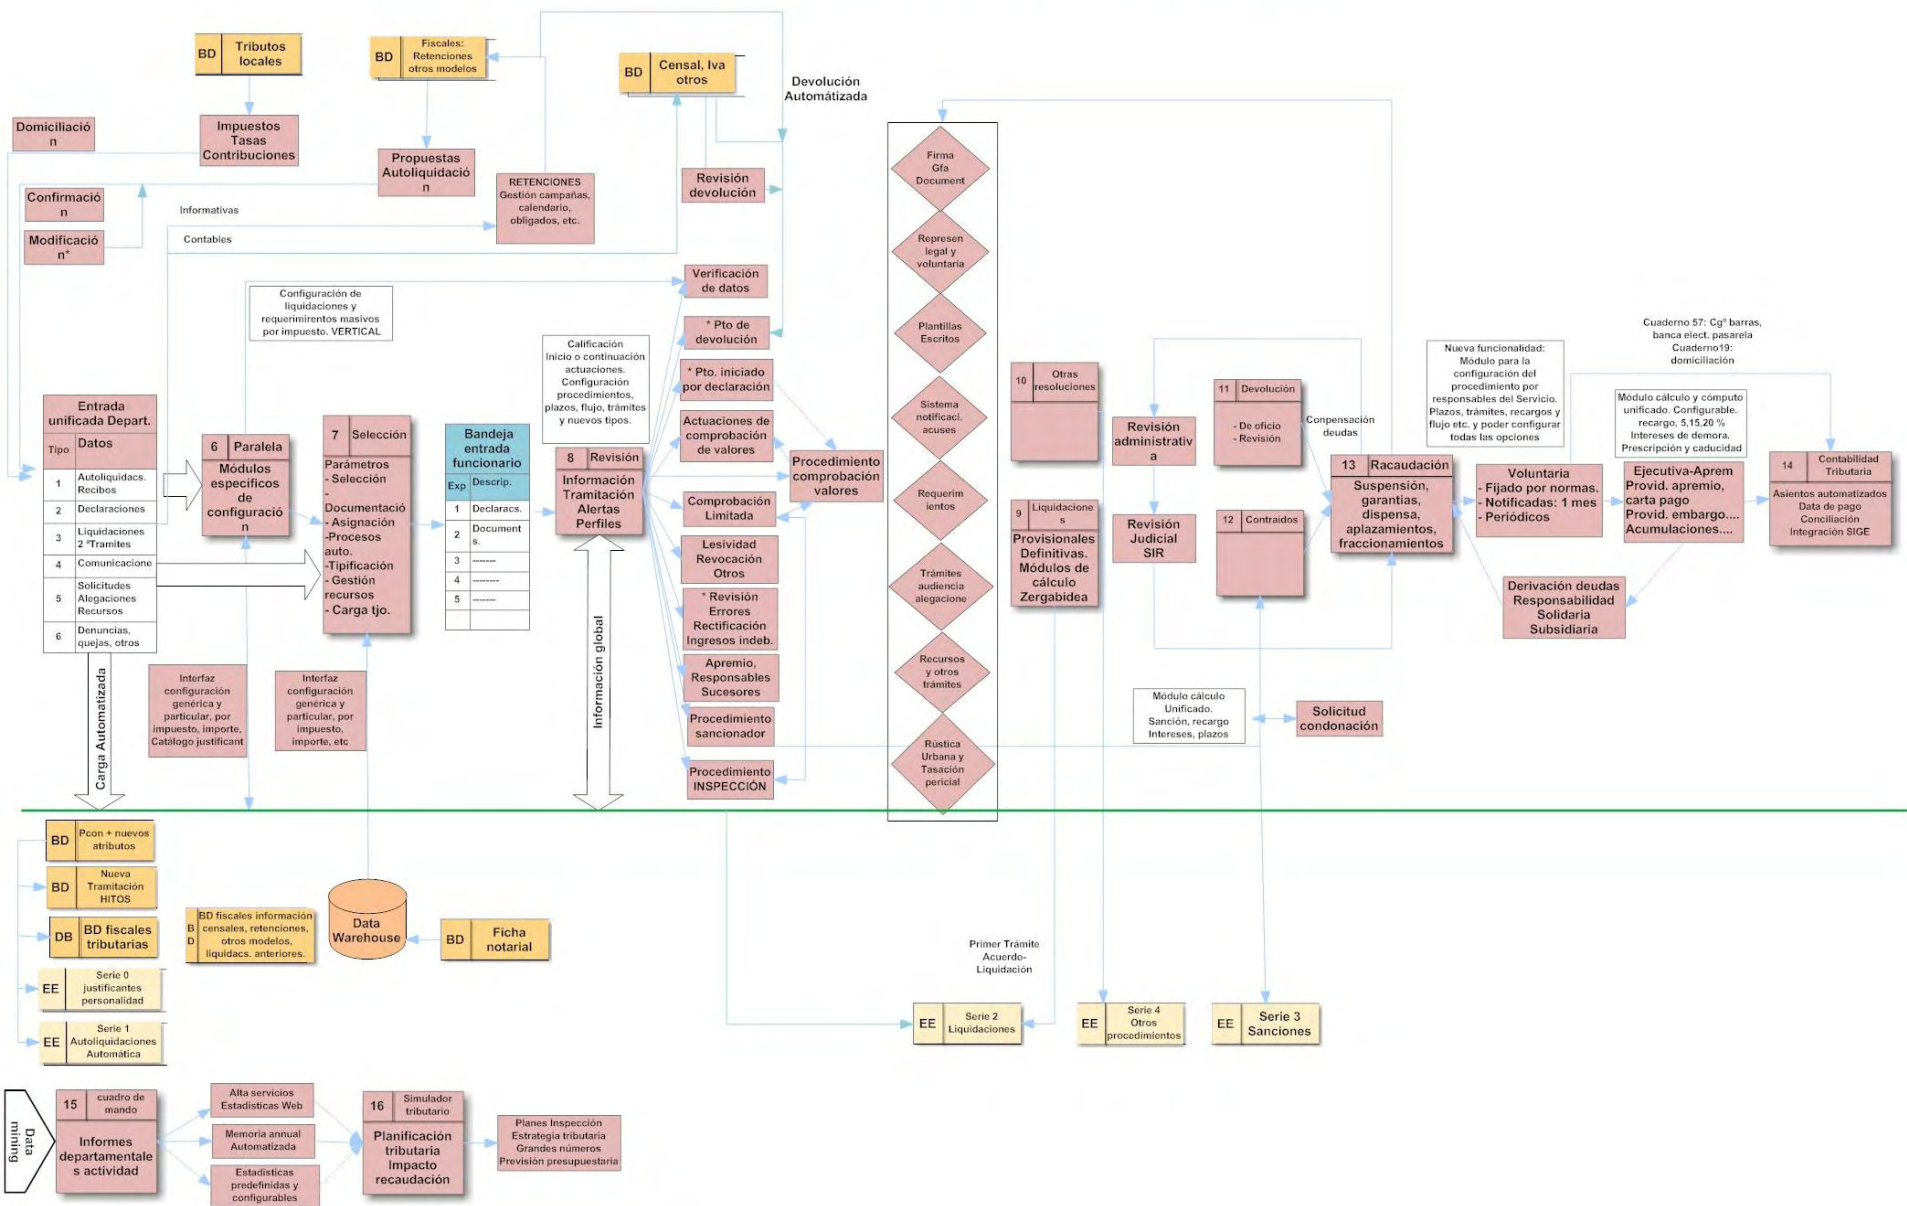 BD
Tributos
locales
BD
Fiscales:
Retenciones
otros modelos
BD
Censal, Iva
otros
Devolución
Automátizada
Domiciliació
n
Impuestos
Tasas
Contribuciones
Propuestas
Autoliquidació
n
RETENCIONES
Gestión campañas,
calendario,
obligados, etc.
Revisión
devolución
Confirmació
n
Modificació
n*
Informativas
Contables
Configuración de
liquidaciones y
requerimirentos masivos
por impuesto. VERTICAL
Verificación
de datos
* Pto de
devolución
Calificación
Inicio o continuación
actuaciones.
Configuración
procedimientos,
plazos, flujo, trámites
y nuevos tipos.
* Pto. iniciado
por declaración
Actuaciones de
comprobación
de valores
Procedimiento
comprobación
valores
Comprobación
Limitada
Lesividad
Revocación
Otros
* Revisión
Errores
Rectificación
Ingresos indeb.
Apremio,
Responsables
Sucesores
Procedimiento
sancionador
Procedimiento
INSPECCIÓN
Entrada
unificada Depart.
Tipo
Datos
1
Autoliquidacs.
Recibos
2
Declaraciones
3
Liquidaciones
2 ªTramites
4
Comunicacione
5
Solicitudes
Alegaciones
Recursos
6
Denuncias,
quejas, otros
6
Paralela
Módulos
específicos
de
configuració
n
7
Selección
Parámetros
- Selección
-
Documentació
- Asignación
-Procesos
auto.
-Tipificación
- Gestión
recursos
- Carga tjo.
Bandeja
entrada
funcionario
Exp
Descrip.
1
Declaracs.
2
Document
s.
3
-------
4
--------
5
-------
8
Revisión
Información
Tramitación
Alertas
Perfiles
Carga Automatizada
Interfaz
configuración
genérica y
particular, por
impuesto, importe,
Catálogo justificant
Interfaz
configuración
genérica y
particular, por
impuesto,
importe, etc
Información global
Firma
Gfa
Document
Represen
legal y
voluntaria
Plantillas
Escritos
Sistema
notificaci.
acuses
Requerim
ientos
Trámites
audiencia
alegacione
Recursos
y otros
trámites
Rústica
Urbana y
Tasación
pericial
10
Otras
resoluciones
9
Liquidacione
s
Provisionales
Definitivas.
Módulos de
cálculo
Zergabidea
Revisión
administrativ
a
Revisión
Judicial
SIR
11
Devolución
- De oficio
- Revisión
12
Contraidos
Conpensación
deudas
13
Racaudación
Suspensión,
garantias,
dispensa,
aplazamientos,
fraccionamientos
Nueva funcionalidad:
Módulo para la
configuración del
procedimiento por
responsables del Servicio.
Plazos, trámites, recargos y
flujo etc. y poder configurar
todas las opciones
Voluntaria
- Fijado por normas.
- Notificadas: 1 mes
- Periódicos
Cuaderno 57: Cgº barras,
banca elect. pasarela
Cuaderno19:
domiciliación
Módulo cálculo y cómputo
unificado. Configurable.
recargo, 5,15,20 %
Intereses de demora.
Prescripción y caducidad
Ejecutiva-Aprem
Provid. apremio,
carta pago
Provid. embargo....
Acumulaciones....
14
Contabilidad
Tributaria
Asientos automatizados
Data de pago
Conciliación
Integración SIGE
Derivación deudas
Responsabilidad
Solidaria
Subsidiaria
Módulo cálculo
Unificado.
Sanción, recargo
Intereses, plazos
Solicitud
condonación
BD
Pcon + nuevos
atributos
BD
Nueva
Tramitación
HITOS
DB
BD fiscales
tributarias
EE
Serie 0
justificantes
personalidad
EE
Serie 1
Autoliquidaciones
Automática
B
D
BD fiscales información
censales, retenciones,
otros modelos,
liquidacs. anteriores.
Data
Warehouse
BD
Ficha
notarial
Primer Trámite
Acuerdo-
Liquidación
EE
Serie 2
Liquidaciones
EE
Serie 4
Otros
procedimientos
EE
Serie 3
Sanciones
Data
mining
15
cuadro de
mando
Informes
departamentale
s actividad
Alta servicios
Estadisticas Web
Memoria annual
Automatizada
Estadísticas
predefinidas y
configurables
16
Simulador
tributario
Planificación
tributaria
Impacto
recaudación
Planes Inspección
Estrategia tributaria
Grandes números
Previsión presupuestaria